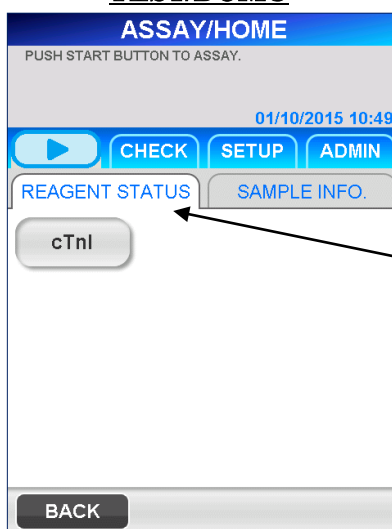 ASSAY/HOME
PUSH START BUTTON TO ASSAY.
01/10/2015 10:49
CHECK SETUP ADMIN
REAGENT STATUS SAMPLE INFO.
cTnI
BACK